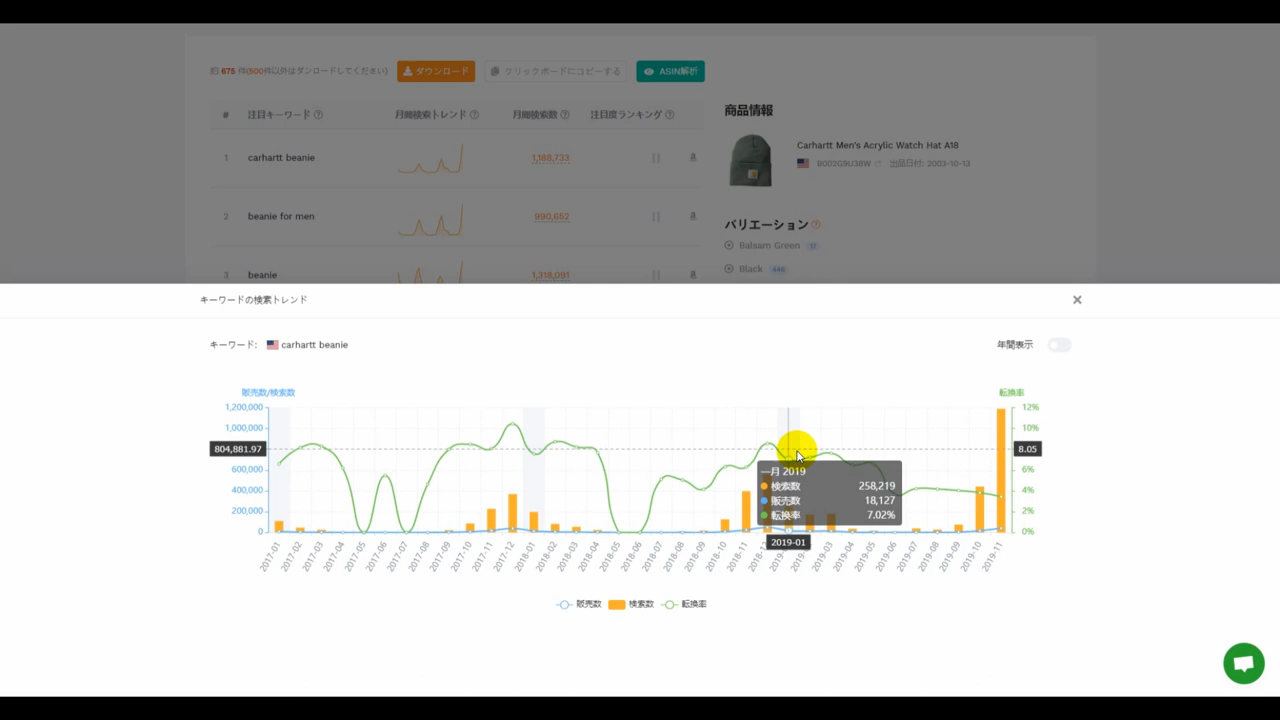 約 675 件(600件以外はダンロードしてください) ダウンロード クリックボードにコピーする ASIN解析
# 注目キーワード 月間検索トレンド 月間検索数 注目度ランキング
商品情報
1 carhartt beanie 1,188,733
Carhartt Men's Acrylic Watch Hat A18
B002G9U38W 出品日付: 2003-10-13
2 beanie for men 990,652
バリエーション
Balsam Green 17
Black 446
3 beanie 1,318,091
キーワードの検索トレンド
キーワード: carhartt beanie 年間表示
販売数/検索数 転換率
1,200,000 12%
1,000,000 10%
804,881.97 8.05
600,000 6%
400,000 4%
200,000 2%
0 0%
一月 2019
検索数 258,219
販売数 18,127
転換率 7.02%
2019-01
2017-01 2017-02 2017-03 2017-04 2017-05 2017-06 2017-07 2017-08 2017-09 2017-10 2017-11 2017-12 2018-01 2018-02 2018-03 2018-04 2018-05 2018-06 2018-07 2018-08 2018-09 2018-10 2018-11 2019-03 2019-04 2019-05 2019-06 2019-07 2019-08 2019-09 2019-10 2019-11
販売数 検索数 転換率